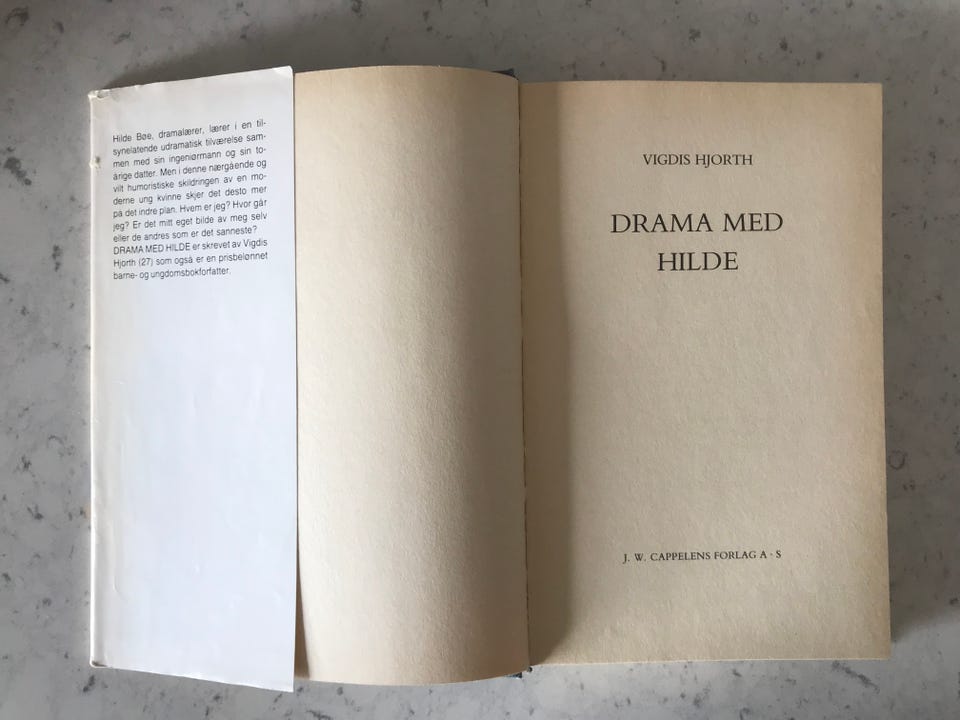 Hilde Bøe, dramalærer, lærer i en til-
synelatende udramatisk tilværelse sam-
men med sin ingeniørmann og sin to-
årige datter. Men i denne nærgående og
vilt humoristiske skildringen av en mo-
derne ung kvinne skjer det desto mer
på det indre plan. Hvem er jeg? Hvor går
jeg? Er det mitt eget bilde av meg selv
eller de andres som er det sanneste?
DRAMA MED HILDE er skrevet av Vigdis
Hjorth (27) som også er en prisbelønnet
barne- og ungdomsbokforfatter.
VIGDIS HJORTH
DRAMA MED
HILDE
J. W. CAPPELENS FORLAG A · S